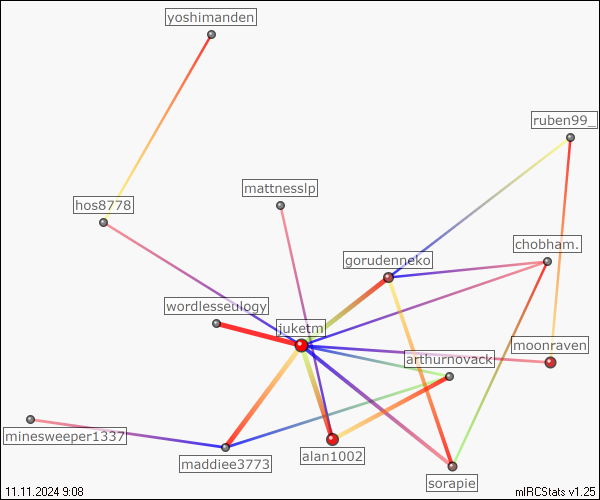 yoshimanden
ruben99_
mattnesslp
hos8778
chobham.
gorudenneko
wordlesseulogy
juketm
moonraven
arthurnovack
minesweeper1337
alan1002
maddiee3773
sorapie
11.11.2024 9:08
mIRCStats v1.25